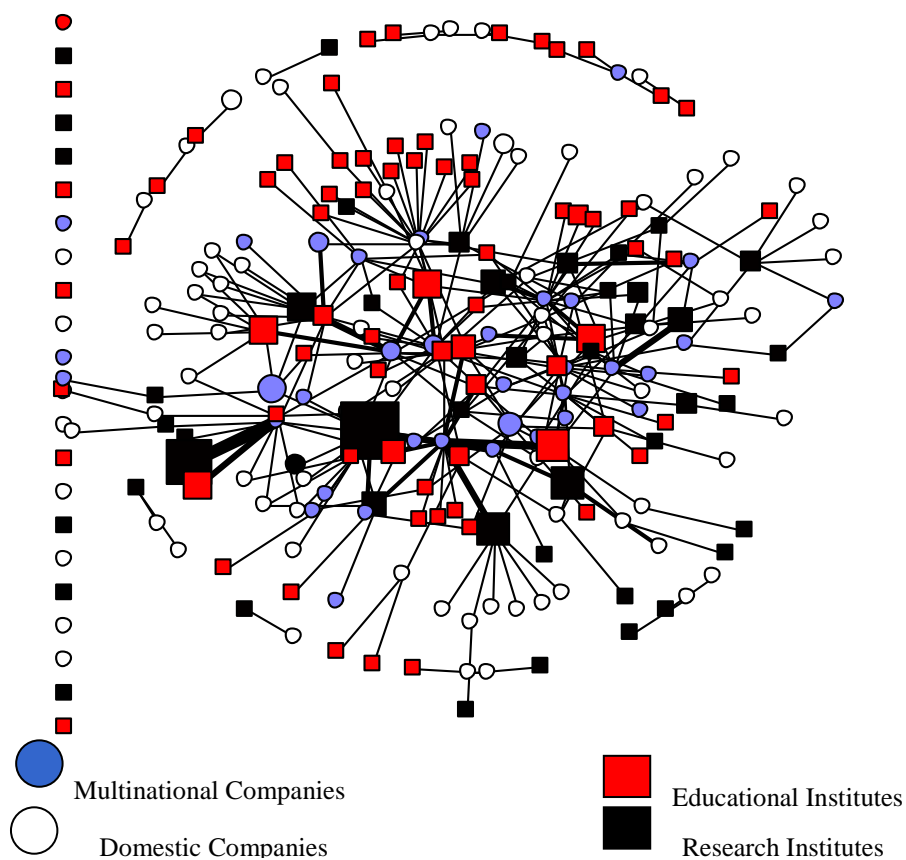 Multinational Companies
Educational Institutes
Domestic Companies
Research Institutes